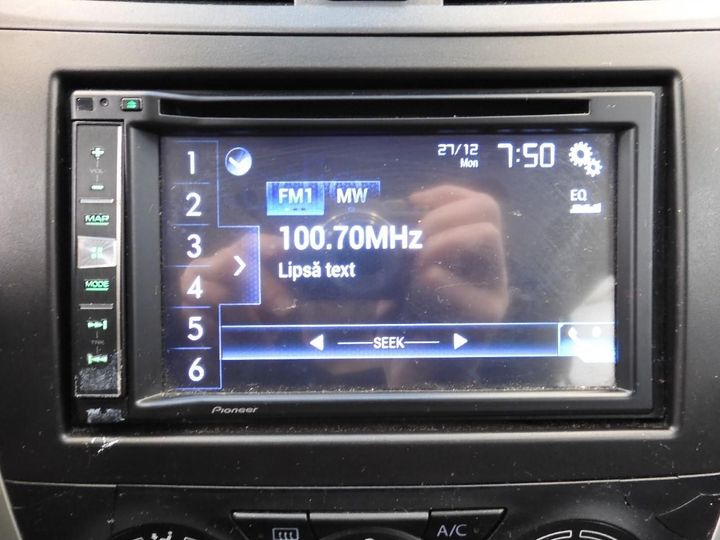 27/12
Mon
7:50
1
2
3
4
5
6
FM1 MW
EQ
100.70MHz
Lipsă text
SEEK
VOL
MAP
MODE
TRK
Pioneer
A/C